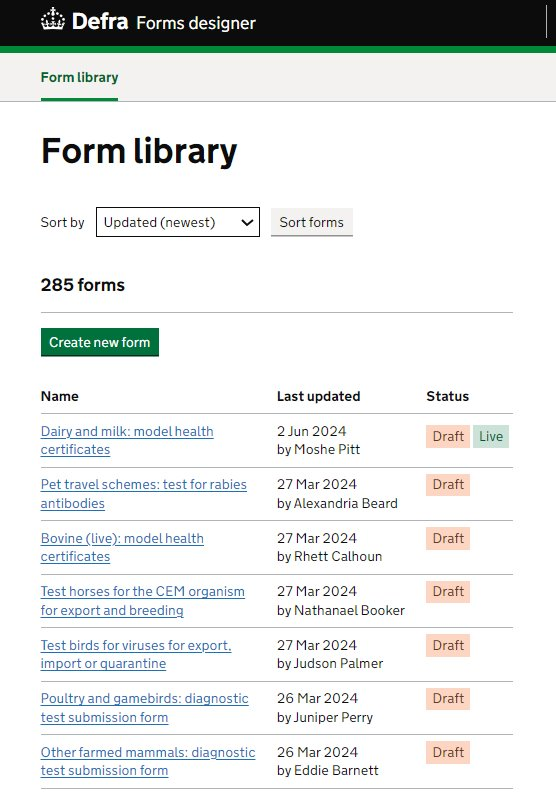 Defra Forms designer
Form library
Form library
Sort by Updated (newest) Sort forms
285 forms
Create new form
Name Last updated Status
Dairy and milk: model health 2 Jun 2024 Draft Live
certificates by Moshe Pitt
Pet travel schemes: test for rabies 27 Mar 2024 Draft
antibodies by Alexandria Beard
Bovine (live): model health 27 Mar 2024 Draft
certificates by Rhett Calhoun
Test horses for the CEM organism 27 Mar 2024 Draft
for export and breeding by Nathanael Booker
Test birds for viruses for export, 27 Mar 2024 Draft
import or quarantine by Judson Palmer
Poultry and gamebirds: diagnostic 26 Mar 2024 Draft
test submission form by Juniper Perry
Other farmed mammals: diagnostic 26 Mar 2024 Draft
test submission form by Eddie Barnett